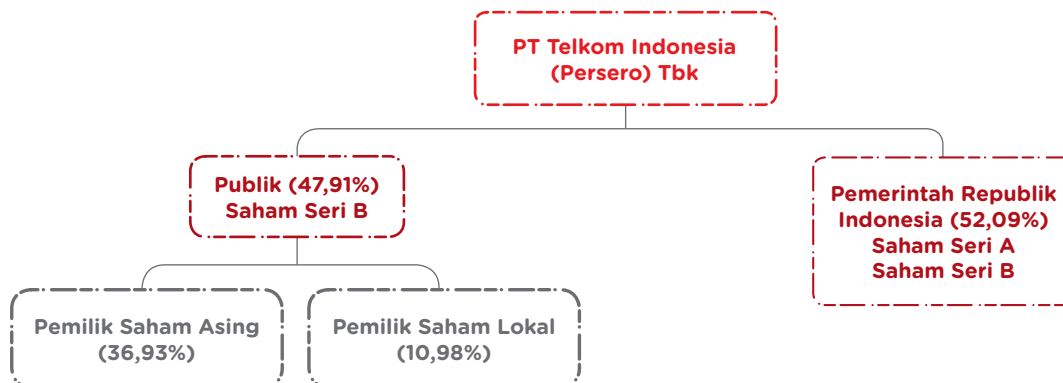 PT Telkom Indonesia
(Persero) Tbk
Publik (47,91%)
Saham Seri B
Pemerintah Republik
Indonesia (52,09%)
Saham Seri A
Saham Seri B
Pemilik Saham Asing
(36,93%)
Pemilik Saham Lokal
(10,98%)